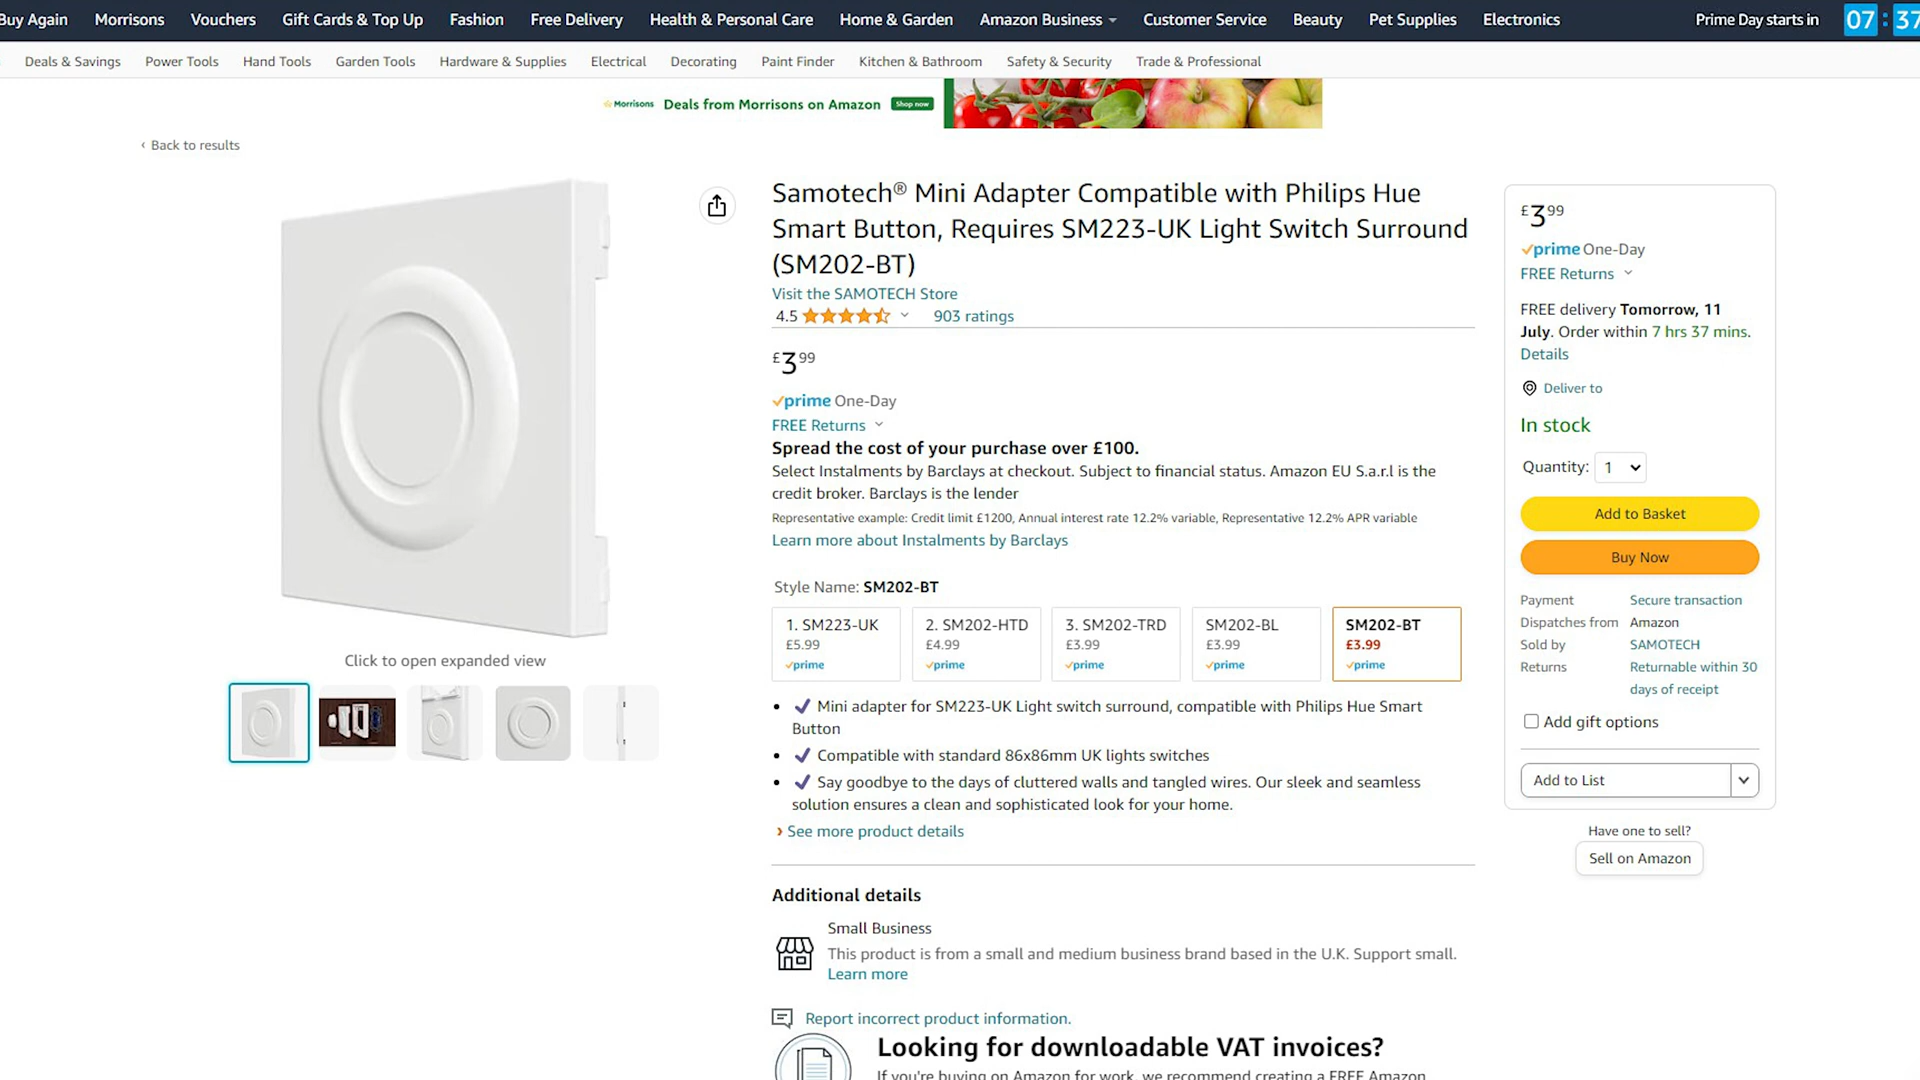 Buy Again Morrisons Vouchers Gift Cards & Top Up Fashion Free Delivery Health & Personal Care Home & Garden Amazon Business Customer Service Beauty Pet Supplies Electronics Prime Day starts in 07 : 37
Deals & Savings Power Tools Hand Tools Garden Tools Hardware & Supplies Electrical Decorating Paint Finder Kitchen & Bathroom Safety & Security Trade & Professional
Morrisons Deals from Morrisons on Amazon Shop now
‹ Back to results
Samotech® Mini Adapter Compatible with Philips Hue
Smart Button, Requires SM223-UK Light Switch Surround
(SM202-BT)
Visit the SAMOTECH Store
4.5 903 ratings
£3 99
prime One-Day
FREE Returns
Spread the cost of your purchase over £100.
Select Instalments by Barclays at checkout. Subject to financial status. Amazon EU S.a.r.l is the
credit broker. Barclays is the lender
Representative example: Credit limit £1200, Annual interest rate 12.2% variable, Representative 12.2% APR variable
Learn more about Instalments by Barclays
Style Name: SM202-BT
1. SM223-UK
£5.99
prime
2. SM202-HTD
£4.99
prime
3. SM202-TRD
£3.99
prime
SM202-BL
£3.99
prime
SM202-BT
£3.99
prime
• ✔ Mini adapter for SM223-UK Light switch surround, compatible with Philips Hue Smart
Button
• ✔ Compatible with standard 86x86mm UK lights switches
• ✔ Say goodbye to the days of cluttered walls and tangled wires. Our sleek and seamless
solution ensures a clean and sophisticated look for your home.
› See more product details
Additional details
Small Business
This product is from a small and medium business brand based in the U.K. Support small.
Learn more
Report incorrect product information.
Looking for downloadable VAT invoices?
If you're buying on Amazon for work, we recommend creating a FREE Amazon
Click to open expanded view
£3 99
prime One-Day
FREE Returns
FREE delivery Tomorrow, 11
July. Order within 7 hrs 37 mins.
Details
Deliver to
In stock
Quantity: 1
Add to Basket
Buy Now
Payment Secure transaction
Dispatches from Amazon
Sold by SAMOTECH
Returns Returnable within 30
days of receipt
Add gift options
Add to List
Have one to sell?
Sell on Amazon